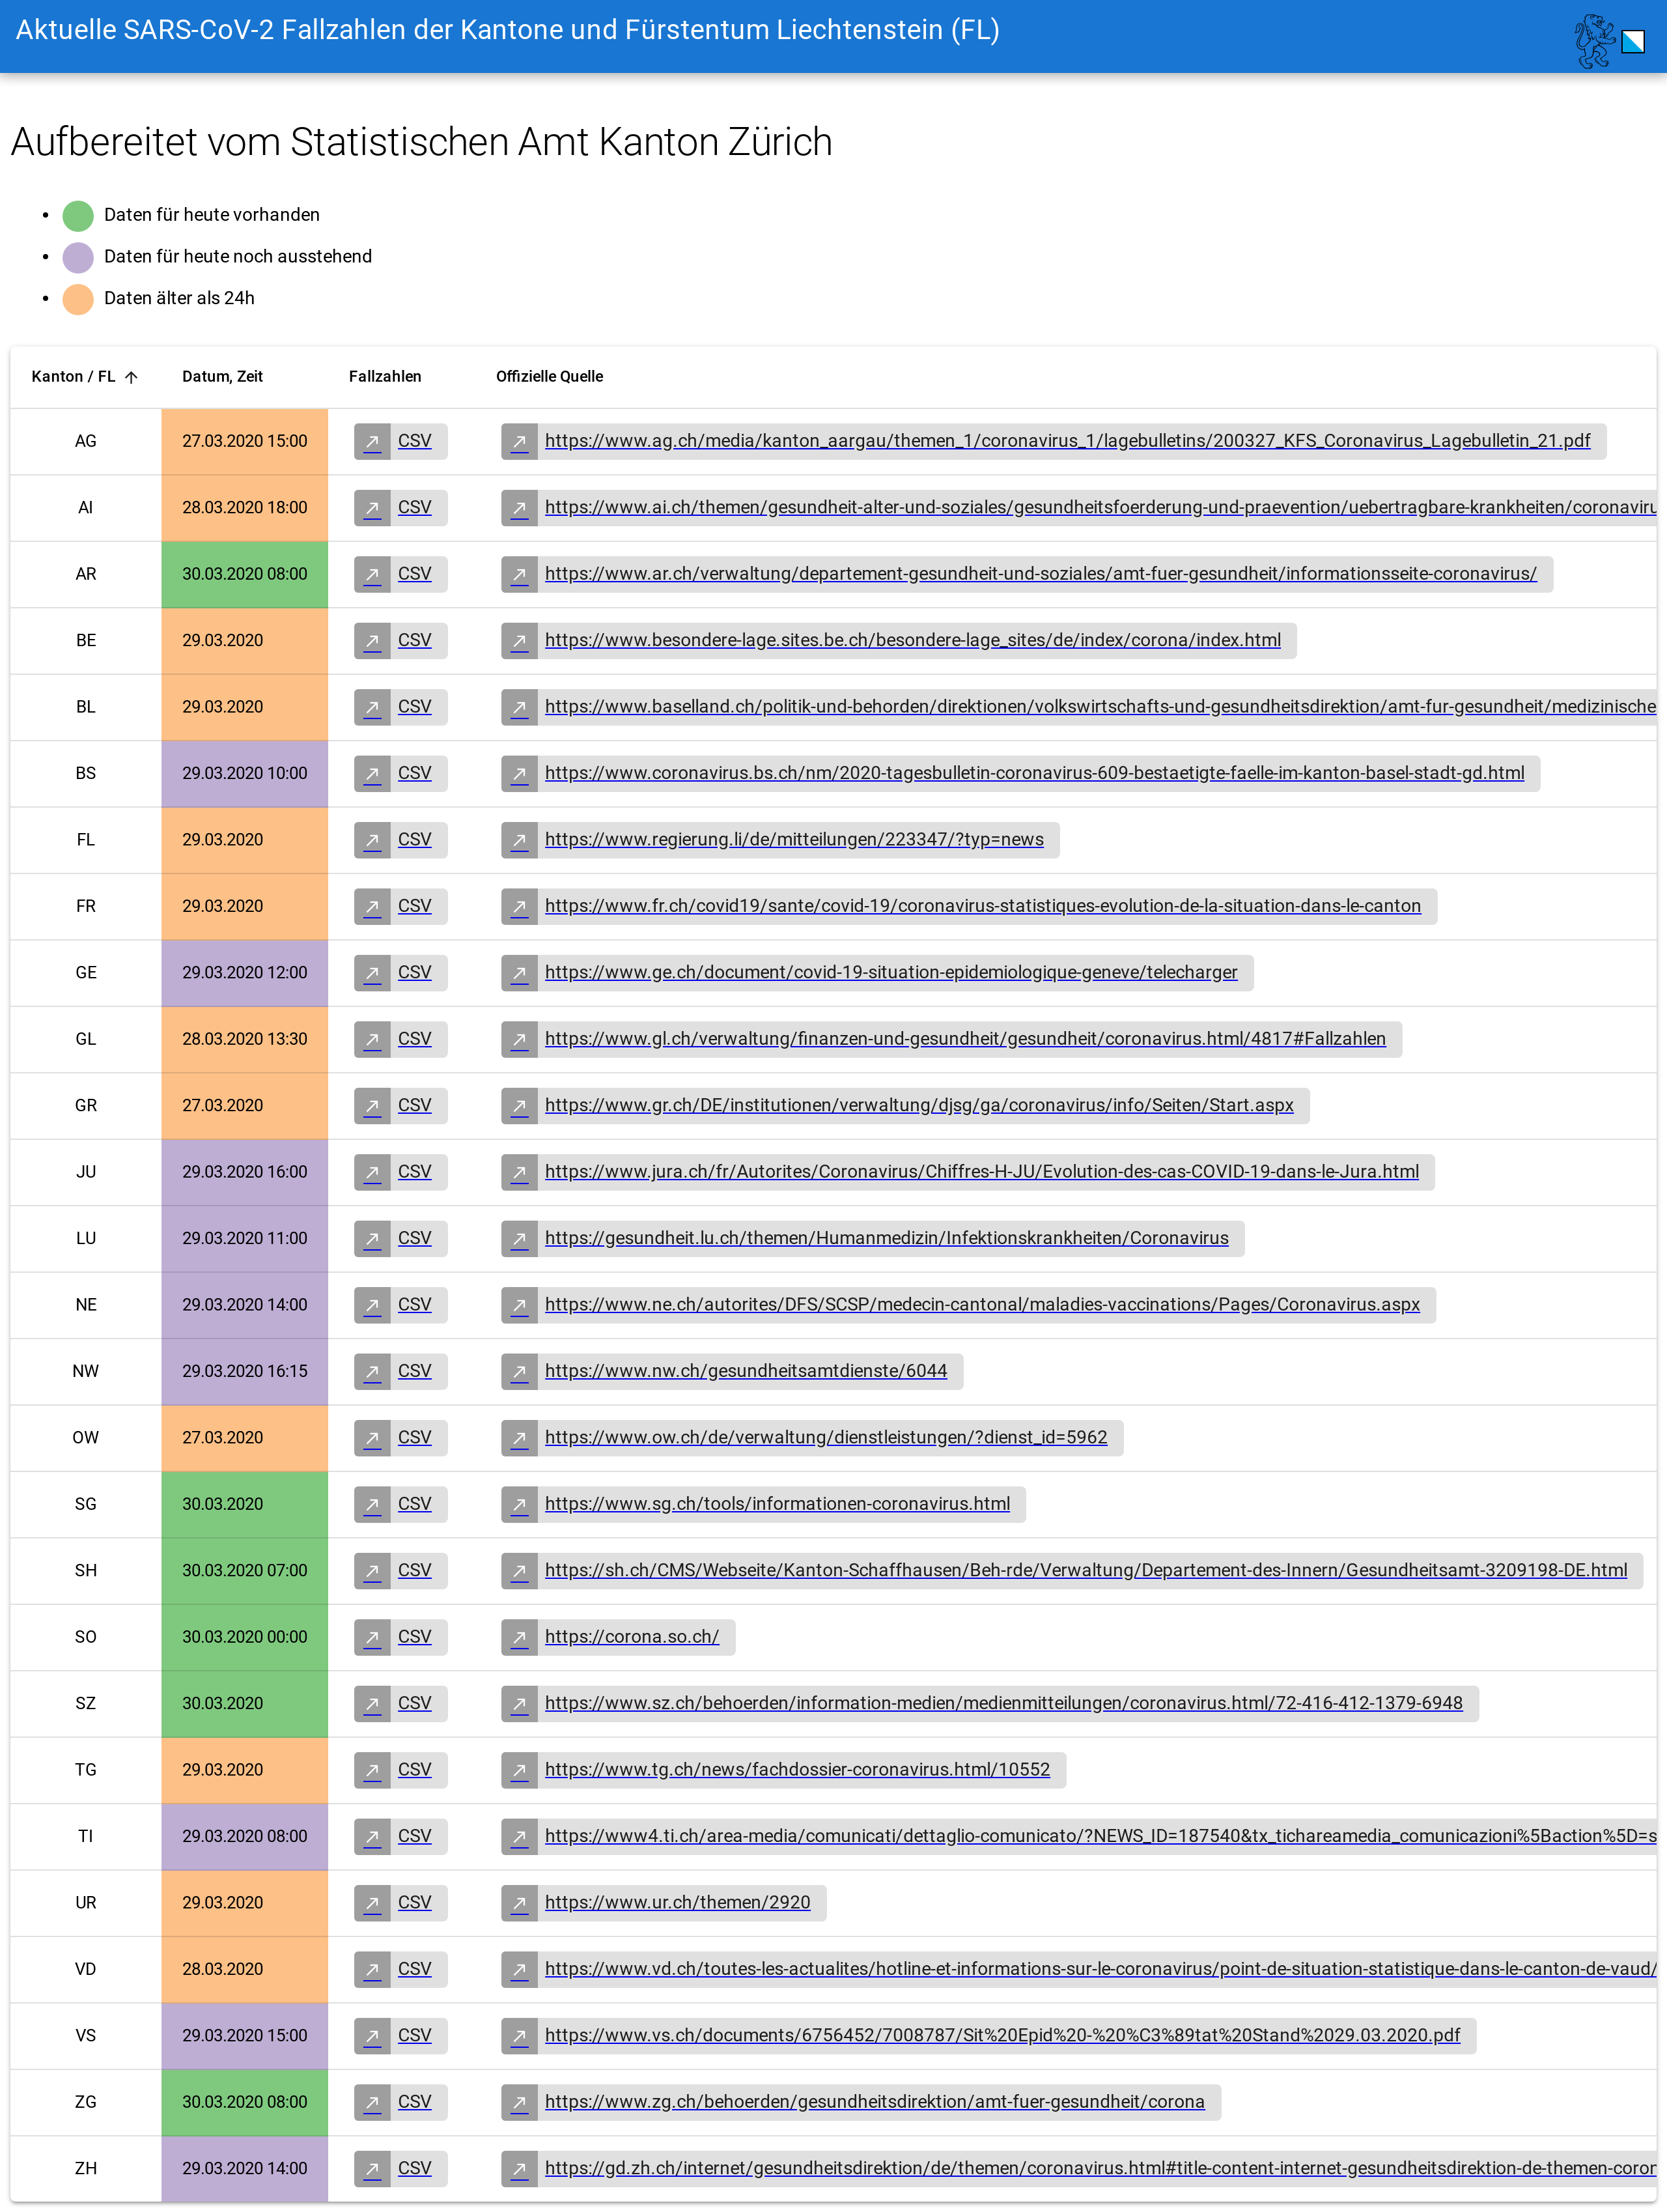 Aktuelle SARS-CoV-2 Fallzahlen der Kantone und Fürstentum Liechtenstein (FL)
Aufbereitet vom Statistischen Amt Kanton Zürich
Daten für heute vorhanden
Daten für heute noch ausstehend
Daten älter als 24h
Kanton / FL Datum, Zeit Fallzahlen Offizielle Quelle
AG 27.03.2020 15:00 CSV https://www.ag.ch/media/kanton_aargau/themen_1/coronavirus_1/lagebulletins/200327_KFS_Coronavirus_Lagebulletin_21.pdf
AI 28.03.2020 18:00 CSV https://www.ai.ch/themen/gesundheit-alter-und-soziales/gesundheitsfoerderung-und-praevention/uebertragbare-krankheiten/coronaviru
AR 30.03.2020 08:00 CSV https://www.ar.ch/verwaltung/departement-gesundheit-und-soziales/amt-fuer-gesundheit/informationsseite-coronavirus/
BE 29.03.2020 CSV https://www.besondere-lage.sites.be.ch/besondere-lage_sites/de/index/corona/index.html
BL 29.03.2020 CSV https://www.baselland.ch/politik-und-behorden/direktionen/volkswirtschafts-und-gesundheitsdirektion/amt-fur-gesundheit/medizinische
BS 29.03.2020 10:00 CSV https://www.coronavirus.bs.ch/nm/2020-tagesbulletin-coronavirus-609-bestaetigte-faelle-im-kanton-basel-stadt-gd.html
FL 29.03.2020 CSV https://www.regierung.li/de/mitteilungen/223347/?typ=news
FR 29.03.2020 CSV https://www.fr.ch/covid19/sante/covid-19/coronavirus-statistiques-evolution-de-la-situation-dans-le-canton
GE 29.03.2020 12:00 CSV https://www.ge.ch/document/covid-19-situation-epidemiologique-geneve/telecharger
GL 28.03.2020 13:30 CSV https://www.gl.ch/verwaltung/finanzen-und-gesundheit/gesundheit/coronavirus.html/4817#Fallzahlen
GR 27.03.2020 CSV https://www.gr.ch/DE/institutionen/verwaltung/djsg/ga/coronavirus/info/Seiten/Start.aspx
JU 29.03.2020 16:00 CSV https://www.jura.ch/fr/Autorites/Coronavirus/Chiffres-H-JU/Evolution-des-cas-COVID-19-dans-le-Jura.html
LU 29.03.2020 11:00 CSV https://gesundheit.lu.ch/themen/Humanmedizin/Infektionskrankheiten/Coronavirus
NE 29.03.2020 14:00 CSV https://www.ne.ch/autorites/DFS/SCSP/medecin-cantonal/maladies-vaccinations/Pages/Coronavirus.aspx
NW 29.03.2020 16:15 CSV https://www.nw.ch/gesundheitsamtdienste/6044
OW 27.03.2020 CSV https://www.ow.ch/de/verwaltung/dienstleistungen/?dienst_id=5962
SG 30.03.2020 CSV https://www.sg.ch/tools/informationen-coronavirus.html
SH 30.03.2020 07:00 CSV https://sh.ch/CMS/Webseite/Kanton-Schaffhausen/Beh-rde/Verwaltung/Departement-des-Innern/Gesundheitsamt-3209198-DE.html
SO 30.03.2020 00:00 CSV https://corona.so.ch/
SZ 30.03.2020 CSV https://www.sz.ch/behoerden/information-medien/medienmitteilungen/coronavirus.html/72-416-412-1379-6948
TG 29.03.2020 CSV https://www.tg.ch/news/fachdossier-coronavirus.html/10552
TI 29.03.2020 08:00 CSV https://www4.ti.ch/area-media/comunicati/dettaglio-comunicato/?NEWS_ID=187540&tx_tichareamedia_comunicazioni%5Baction%5D=s
UR 29.03.2020 CSV https://www.ur.ch/themen/2920
VD 28.03.2020 CSV https://www.vd.ch/toutes-les-actualites/hotline-et-informations-sur-le-coronavirus/point-de-situation-statistique-dans-le-canton-de-vaud/
VS 29.03.2020 15:00 CSV https://www.vs.ch/documents/6756452/7008787/Sit%20Epid%20-%20%C3%89tat%20Stand%2029.03.2020.pdf
ZG 30.03.2020 08:00 CSV https://www.zg.ch/behoerden/gesundheitsdirektion/amt-fuer-gesundheit/corona
ZH 29.03.2020 14:00 CSV https://gd.zh.ch/internet/gesundheitsdirektion/de/themen/coronavirus.html#title-content-internet-gesundheitsdirektion-de-themen-coron